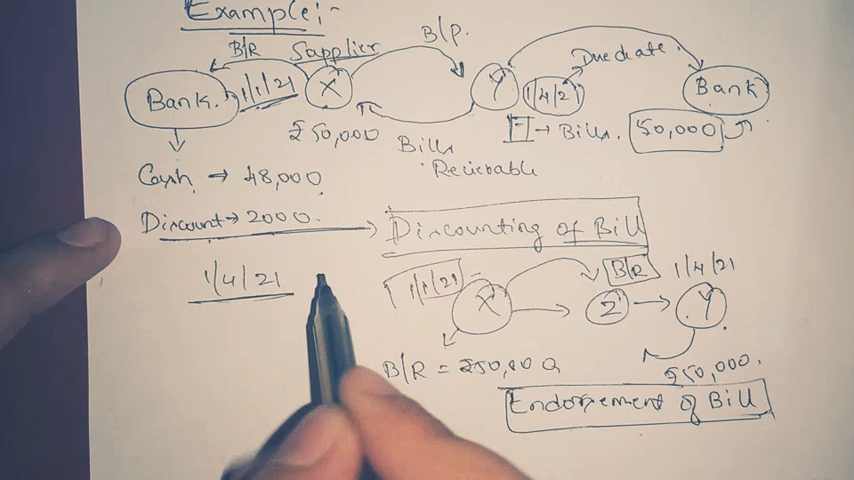 Example:-
B/R Sapplier B/P.
Due date.
Bank. 1/1/21 X Y 1/4/21 Bank
₹50,000 Bills → Bills. 50,000
Recievable
Cash → 48,000
Discount → 2000. → Discounting of Bill
1/4/21 1/1/21 B/R 1/4/21
X → Z → Y
B/R = ₹50,000 ₹50,000.
Endorsement of Bill